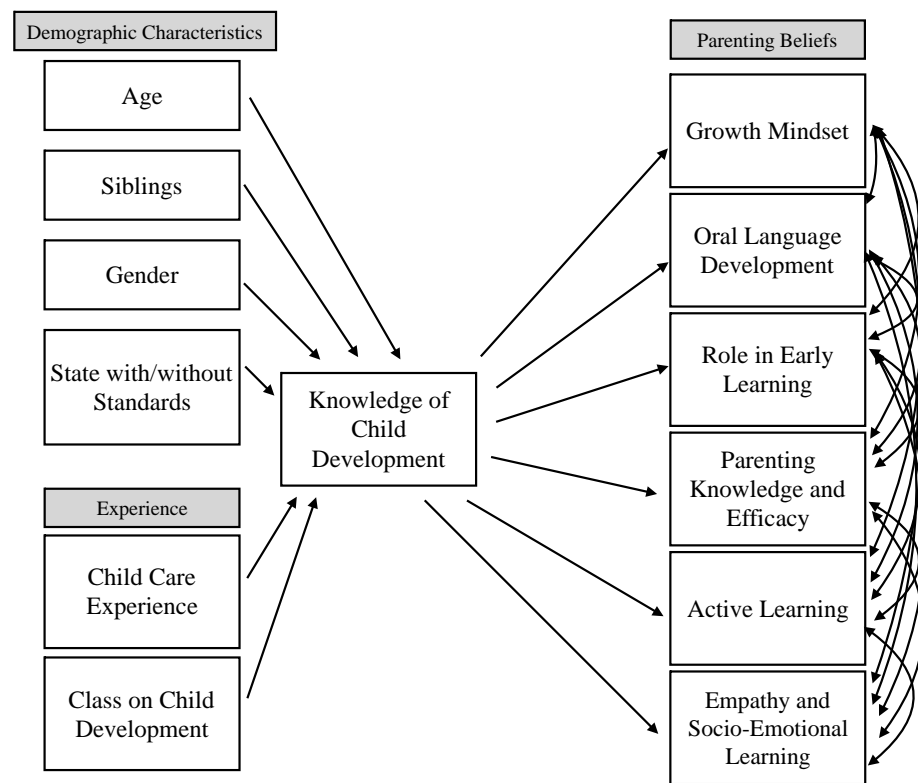 Demographic Characteristics
Age
Siblings
Gender
State with/without
Standards
Experience
Child Care
Experience
Class on Child
Development
Knowledge of
Child
Development
Parenting Beliefs
Growth Mindset
Oral Language
Development
Role in Early
Learning
Parenting
Knowledge and
Efficacy
Active Learning
Empathy and
Socio-Emotional
Learning